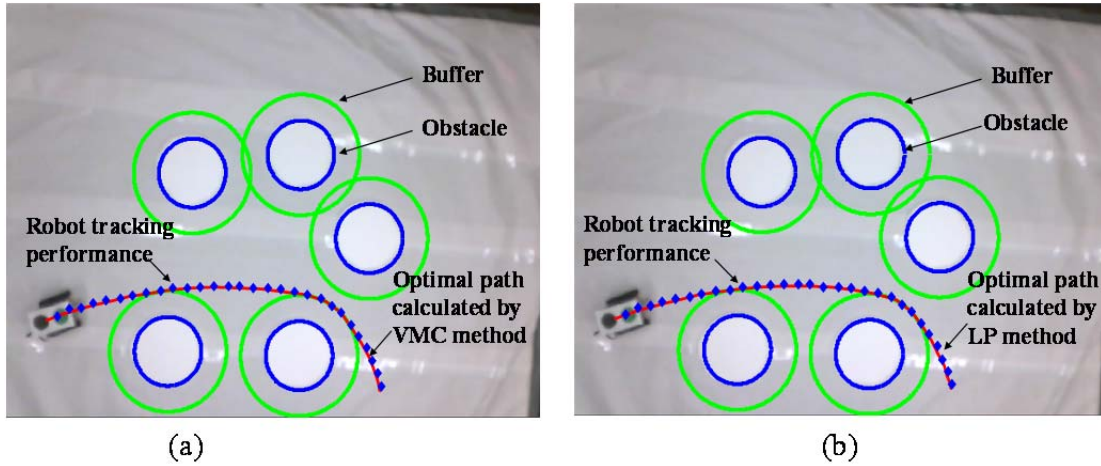 Buffer
Obstacle
Robot tracking
performance
Optimal path
calculated by
VMC method
(a)
Buffer
Obstacle
Robot tracking
performance
Optimal path
calculated by
LP method
(b)